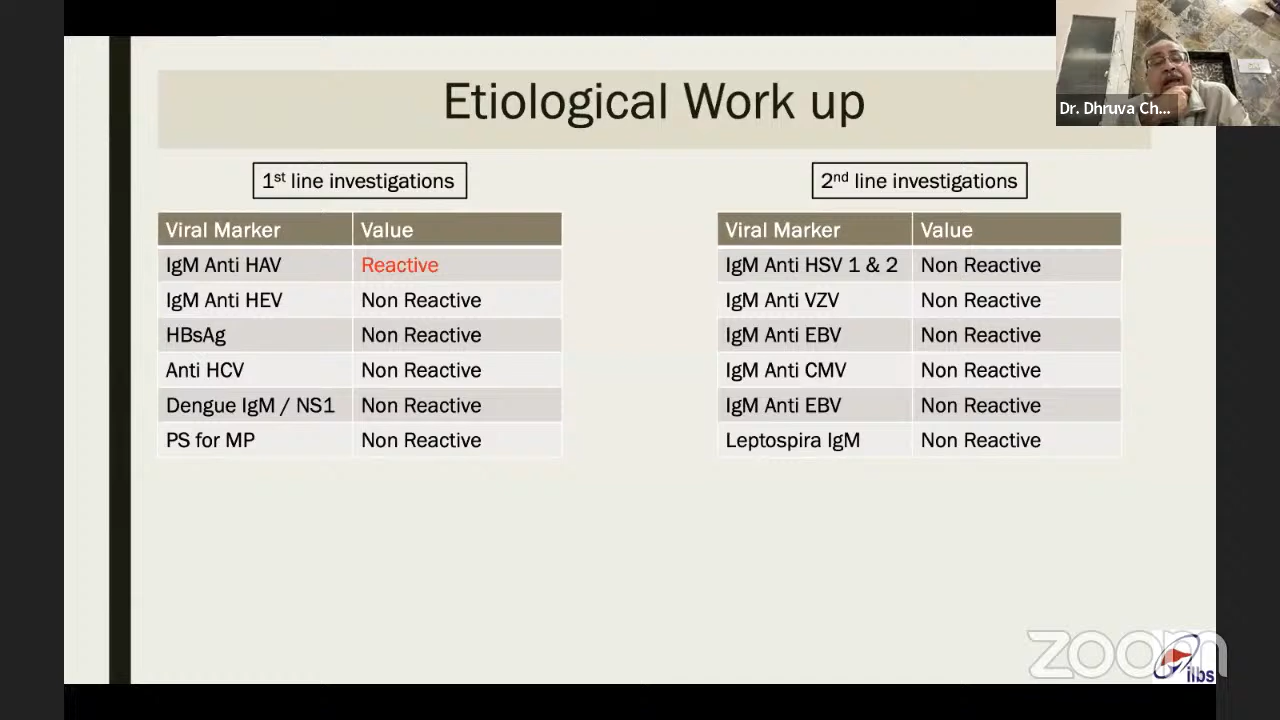 Etiological Work up
Dr. Dhruva Ch...
1st line investigations
Viral Marker Value
IgM Anti HAV Reactive
IgM Anti HEV Non Reactive
HBsAg Non Reactive
Anti HCV Non Reactive
Dengue IgM / NS1 Non Reactive
PS for MP Non Reactive
2nd line investigations
Viral Marker Value
IgM Anti HSV 1 & 2 Non Reactive
IgM Anti VZV Non Reactive
IgM Anti EBV Non Reactive
IgM Anti CMV Non Reactive
IgM Anti EBV Non Reactive
Leptospira IgM Non Reactive
zoom
ilbs